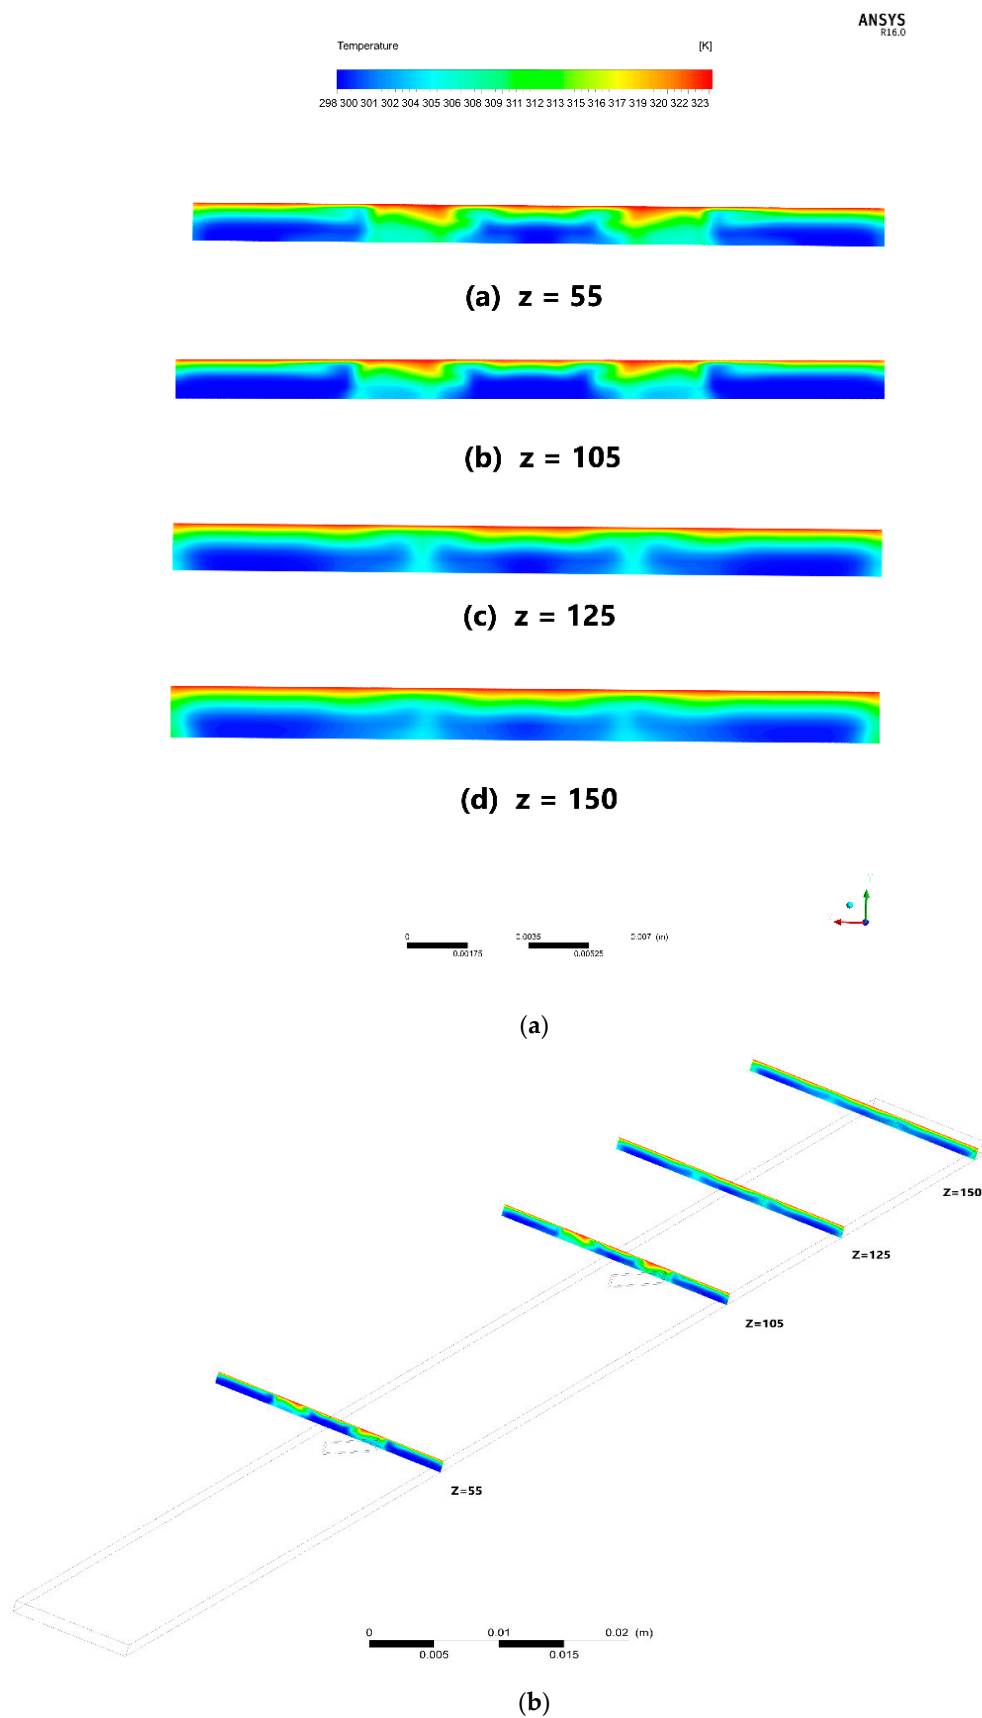 ANSYS
R16.0
Temperature [K]
298 300 301 302 304 305 306 308 309 311 312 313 315 316 317 319 320 322 323
(a) z = 55
(b) z = 105
(c) z = 125
(d) z = 150
Y
0 0.0035 0.007 (m)
0.00175 0.00525
(a)
Z=150
Z=125
Z=105
Z=55
0 0.01 0.02 (m)
0.005 0.015
(b)